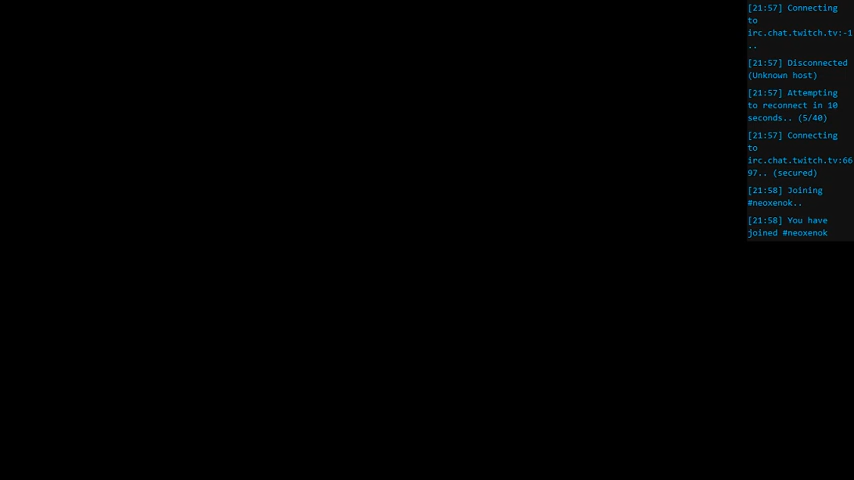 [21:57] Connecting
to
irc.chat.twitch.tv:-1
..
[21:57] Disconnected
(Unknown host)
[21:57] Attempting
to reconnect in 10
seconds.. (5/40)
[21:57] Connecting
to
irc.chat.twitch.tv:66
97.. (secured)
[21:58] Joining
#neoxenok..
[21:58] You have
joined #neoxenok